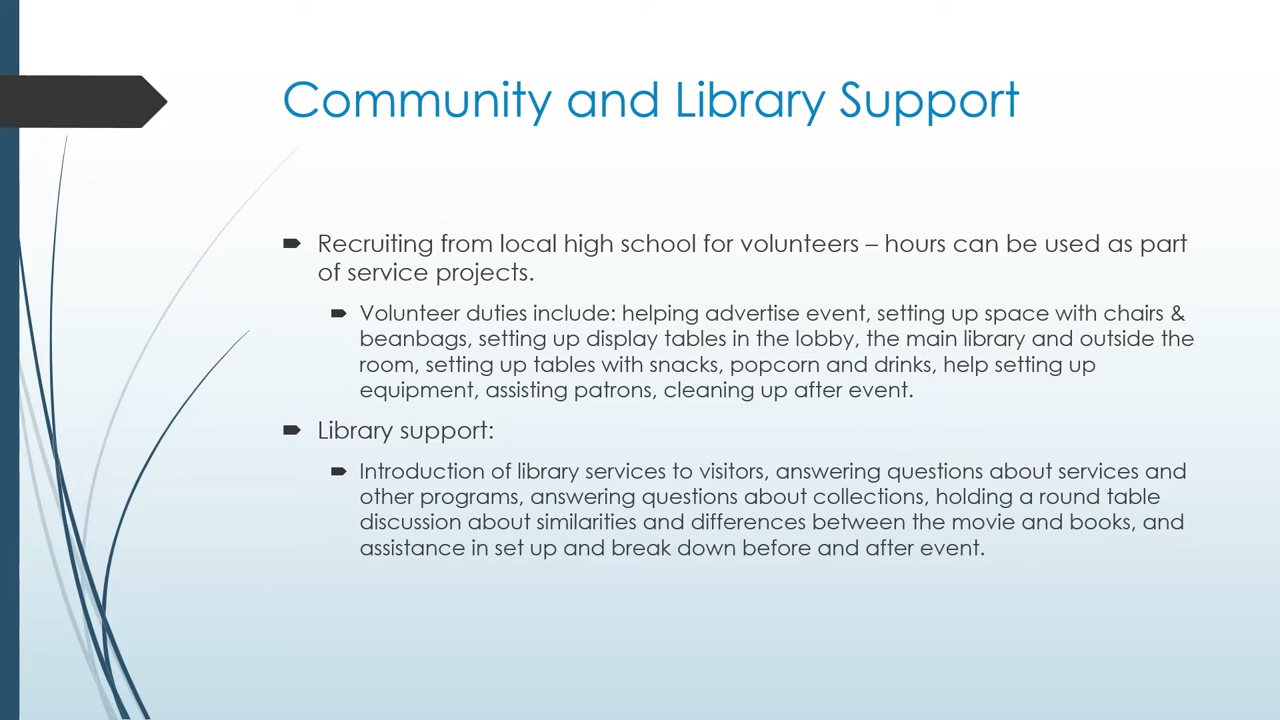 Community and Library Support
Recruiting from local high school for volunteers – hours can be used as part
of service projects.
Volunteer duties include: helping advertise event, setting up space with chairs &
beanbags, setting up display tables in the lobby, the main library and outside the
room, setting up tables with snacks, popcorn and drinks, help setting up
equipment, assisting patrons, cleaning up after event.
Library support:
Introduction of library services to visitors, answering questions about services and
other programs, answering questions about collections, holding a round table
discussion about similarities and differences between the movie and books, and
assistance in set up and break down before and after event.